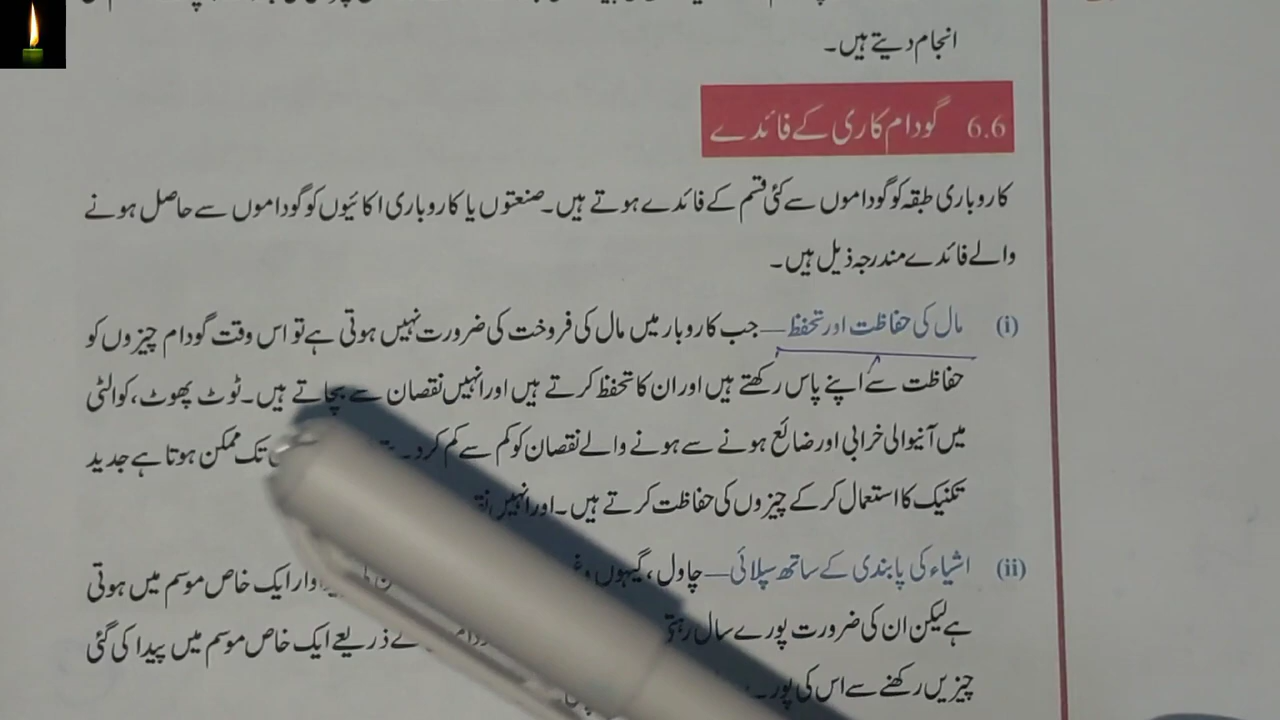 انجام دیتے ہیں۔
6.6 گودام کاری کے فائدے
کاروباری طبقہ کو گوداموں سے کئی قسم کے فائدے ہوتے ہیں۔ صنعتوں یا کاروباری اکائیوں کو گوداموں سے حاصل ہونے
والے فائدے مندرجہ ذیل ہیں۔
(i) مال کی حفاظت اور تحفظ — جب کاروبار میں مال کی فروخت کی ضرورت نہیں ہوتی ہے تو اس وقت گودام چیزوں کو
حفاظت سے اپنے پاس رکھتے ہیں اور ان کا تحفظ کرتے ہیں اور انہیں نقصان سے بچاتے ہیں۔ ٹوٹ پھوٹ، کوالٹی
میں آنیوالی خرابی اور ضائع ہونے سے ہونے والے نقصان کو کم سے کم کرد تک ممکن ہوتا ہے جدید
تکنیک کا استعمال کر کے چیزوں کی حفاظت کرتے ہیں۔ اور انہیں
(ii) اشیاء کی پابندی کے ساتھ سپلائی — چاول، گیہوں ایک خاص موسم میں ہوتی
ہے لیکن ان کی ضرورت پورے سال رہتی کے ذریعے ایک خاص موسم میں پیدا کی گئی
چیزیں رکھنے سے اس کی